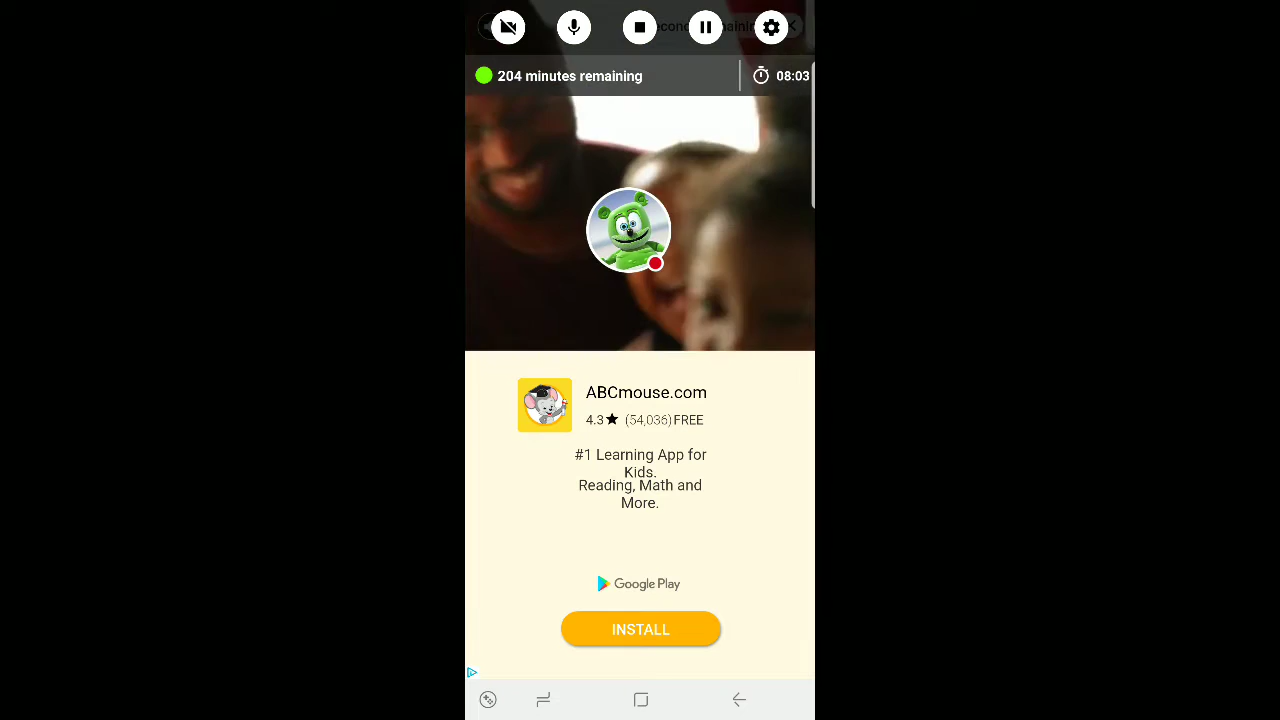 204 minutes remaining
08:03
ABCmouse.com
4.3★ (54,036) FREE
#1 Learning App for
Kids.
Reading, Math and
More.
Google Play
INSTALL